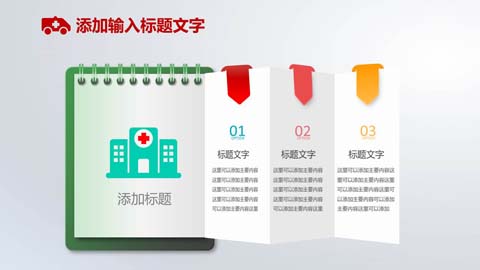 添加输入标题文字
添加标题
01
OPTION
标题文字
这里可以添加主要内容
这里可以添加主要内容
这里可以添加主要内容
这里可以添加主要内容
可以添加主要内容这里
02
OPTION
标题文字
这里可以添加主要内容
这里可以添加主要内容
这里可以添加主要内容
这里可以添加主要内容
可以添加主要内容这里
03
OPTION
标题文字
这里可以添加主要内容这
里可以添加主要内容这里
可以添加主要内容这里可
以添加主要内容可以添加
主要内容这里可以添加